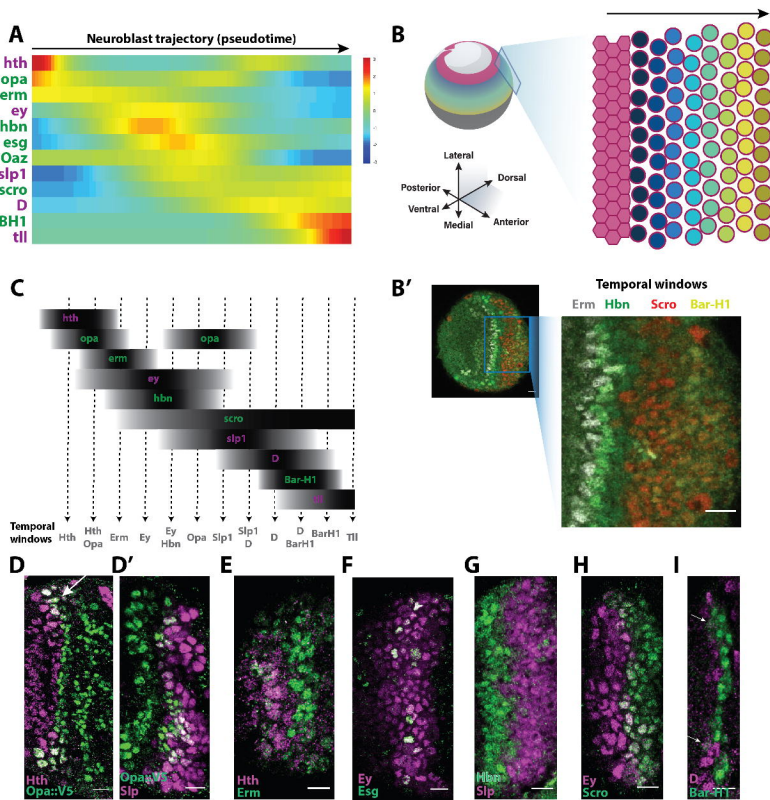 A
Neuroblast trajectory (pseudotime)
hth
opa
erm
ey
hbn
esg
Oaz
slp1
scro
D
BH1
tll
B
Lateral
Posterior
Dorsal
Ventral
Anterior
Medial
C
hth
opa
opa
erm
ey
hbn
scro
slp1
D
Bar-H1
Temporal windows
Hth
Hth Opa
Erm
Ey
Ey Hbn
Opa
Slp1
Slp1 D
D
D BarH1
BarH1
Tll
B′
Temporal windows
Erm Hbn Scro Bar-H1
D
Hth
Opa::V5
D′
Opa::V5
Slp
E
Hth
Erm
F
Ey
Esg
G
Hbn
Slp
H
Ey
Scro
I
D
Bar-H1